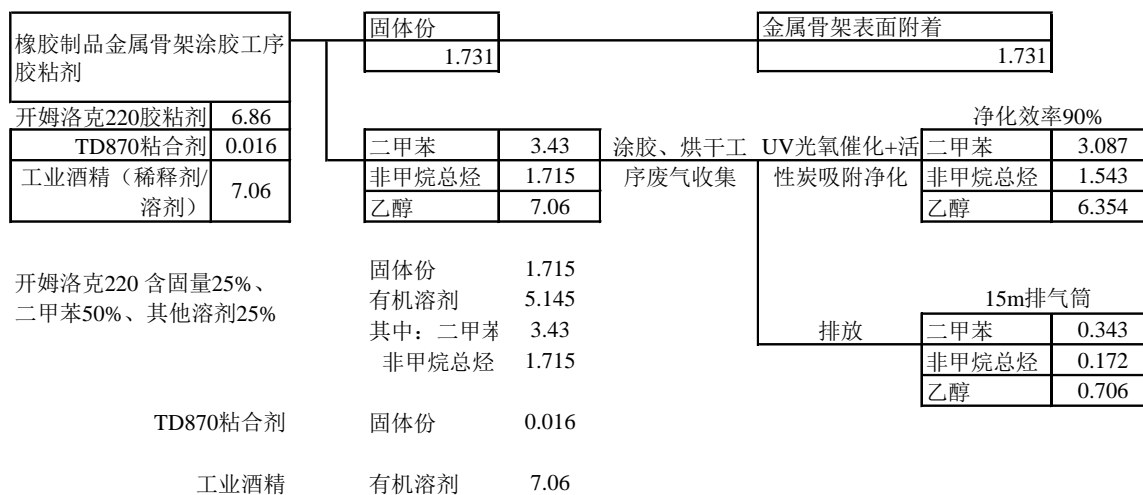 橡胶制品金属骨架涂胶工序
胶粘剂
固体份
1.731
金属骨架表面附着
1.731
开姆洛克220胶粘剂 6.86
TD870粘合剂 0.016
工业酒精（稀释剂/
溶剂） 7.06
二甲苯 3.43
非甲烷总烃 1.715
乙醇 7.06
涂胶、烘干工
序废气收集
UV光氧催化+活
性炭吸附净化
净化效率90%
二甲苯 3.087
非甲烷总烃 1.543
乙醇 6.354
开姆洛克220 含固量25%、
二甲苯50%、其他溶剂25%
固体份 1.715
有机溶剂 5.145
其中：二甲苯 3.43
非甲烷总烃 1.715
排放
15m排气筒
二甲苯 0.343
非甲烷总烃 0.172
乙醇 0.706
TD870粘合剂 固体份 0.016
工业酒精 有机溶剂 7.06